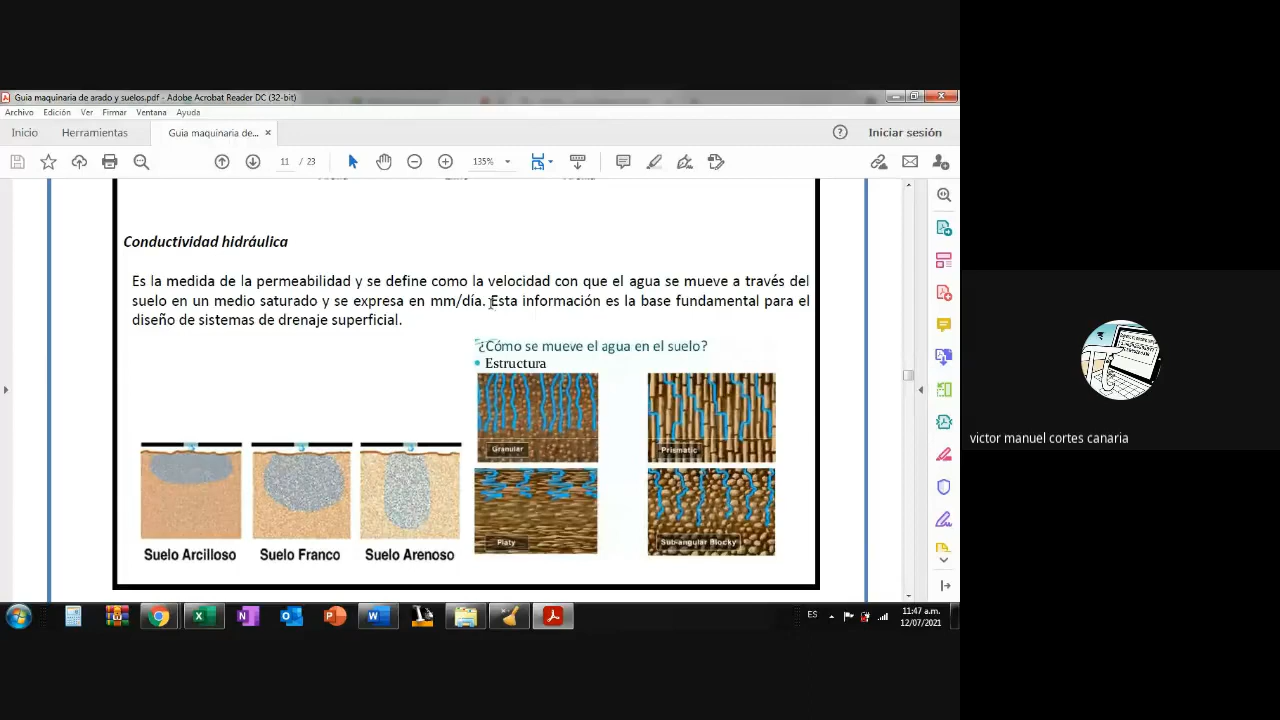 Guia maquinaria de arado y suelos.pdf - Adobe Acrobat Reader DC (32-bit)
Archivo Edición Ver Firmar Ventana Ayuda
Inicio Herramientas Guia maquinaria de... × Iniciar sesión
11 / 23 135%
Conductividad hidráulica
Es la medida de la permeabilidad y se define como la velocidad con que el agua se mueve a través del
suelo en un medio saturado y se expresa en mm/día. Esta información es la base fundamental para el
diseño de sistemas de drenaje superficial.
¿Cómo se mueve el agua en el suelo?
• Estructura
Granular Prismatic
Platy Sub-angular Blocky
Suelo Arcilloso Suelo Franco Suelo Arenoso
victor manuel cortes canaria
ES 11:47 a.m.
12/07/2021